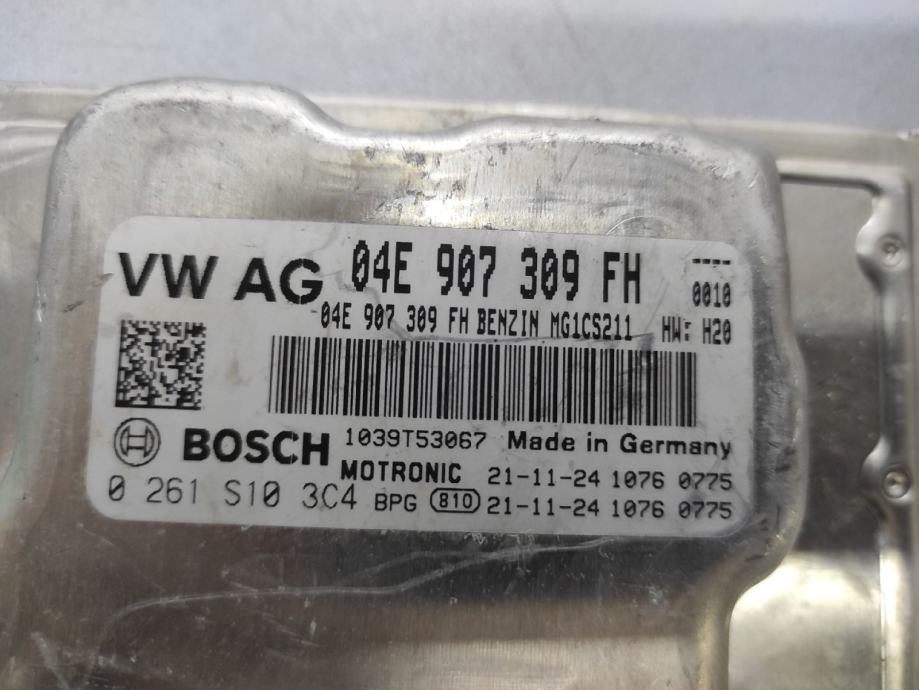 VW AG 04E 907 309 FH ----
0010
04E 907 309 FH BENZIN MG1CS211 HW: H20
BOSCH 1039T53067 Made in Germany
MOTRONIC 21-11-24 1076 0775
0 261 S10 3C4 BPG 810 21-11-24 1076 0775